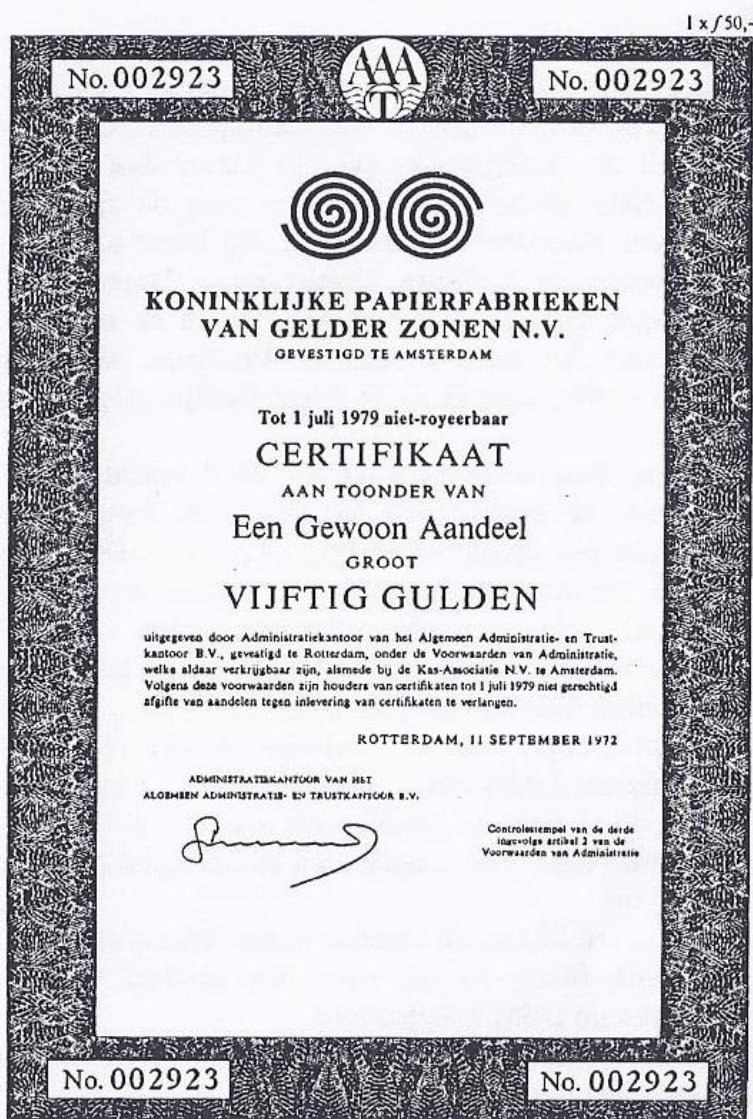 1 x ƒ 50,-
No. 002923
AAA
T
No. 002923
KONINKLIJKE PAPIERFABRIEKEN
VAN GELDER ZONEN N.V.
GEVESTIGD TE AMSTERDAM
Tot 1 juli 1979 niet-royeerbaar
CERTIFIKAAT
AAN TOONDER VAN
Een Gewoon Aandeel
GROOT
VIJFTIG GULDEN
uitgegeven door Administratiekantoor van het Algemeen Administratie- en Trust-
kantoor B.V., gevestigd te Rotterdam, onder de Voorwaarden van Administratie,
welke aldaar verkrijgbaar zijn, alsmede bij de Kas-Associatie N.V. te Amsterdam.
Volgens deze voorwaarden zijn houders van certifikaten tot 1 juli 1979 niet gerechtigd
afgifte van aandelen tegen inlevering van certifikaten te verlangen.
ROTTERDAM, 11 SEPTEMBER 1972
ADMINISTRATIEKANTOOR VAN HET
ALGEMEEN ADMINISTRATIE- EN TRUSTKANTOOR B.V.
Controlestempel van de derde
ingevolge artikel 2 van de
Voorwaarden van Administratie
No. 002923
No. 002923